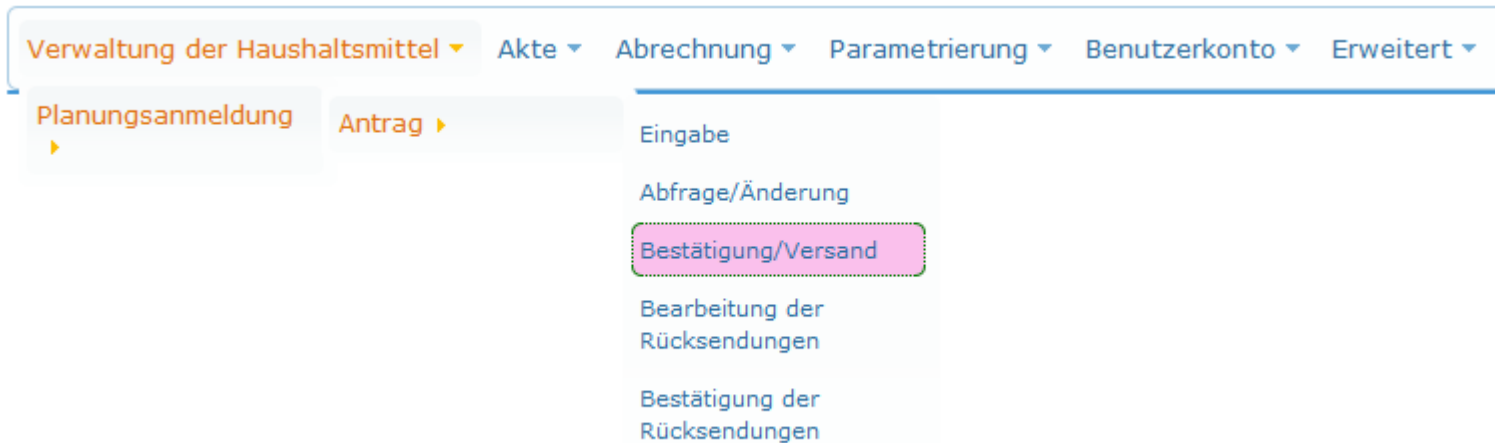 Verwaltung der Haushaltsmittel Akte Abrechnung Parametrierung Benutzerkonto Erweitert
Planungsanmeldung
Antrag
Eingabe
Abfrage/Änderung
Bestätigung/Versand
Bearbeitung der
Rücksendungen
Bestätigung der
Rücksendungen